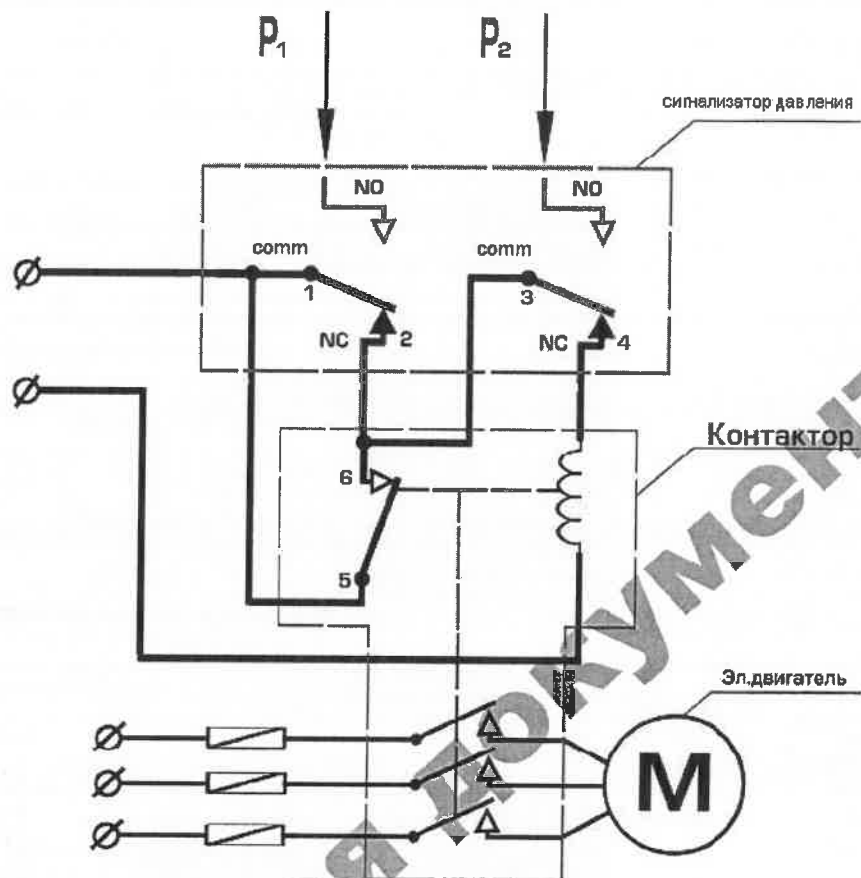 P1 P2
сигнализатор давления
NO NO
comm comm
1 3
NC 2 NC 4
Контактор
6
5
Эл.двигатель
M
я документ